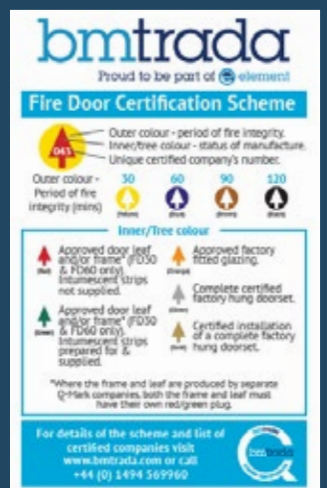 bmtrada
Proud to be part of element
Fire Door Certification Scheme
043
Outer colour - period of fire integrity.
Inner/tree colour - status of manufacture.
Unique certified company's number.
Outer colour -
Period of fire
integrity (mins)
30 60 90 120
(Yellow) (Blue) (Brown) (Black)
Inner/Tree colour
Approved door leaf
and/or frame* (FD30
& FD60 only).
Intumescent strips
not supplied.
(Red)
Approved door leaf
and/or frame* (FD30
& FD60 only).
Intumescent strips
prepared for &
supplied.
(Green)
Approved factory
fitted glazing.
(Orange)
Complete certified
factory hung doorset.
Certified installation
of a complete factory
hung doorset.
*Where the frame and leaf are produced by separate
Q-Mark companies, both the frame and leaf must
have their own red/green plug.
For details of the scheme and list of
certified companies visit
www.bmtrada.com or call
+44 (0) 1494 569960
bmtrada